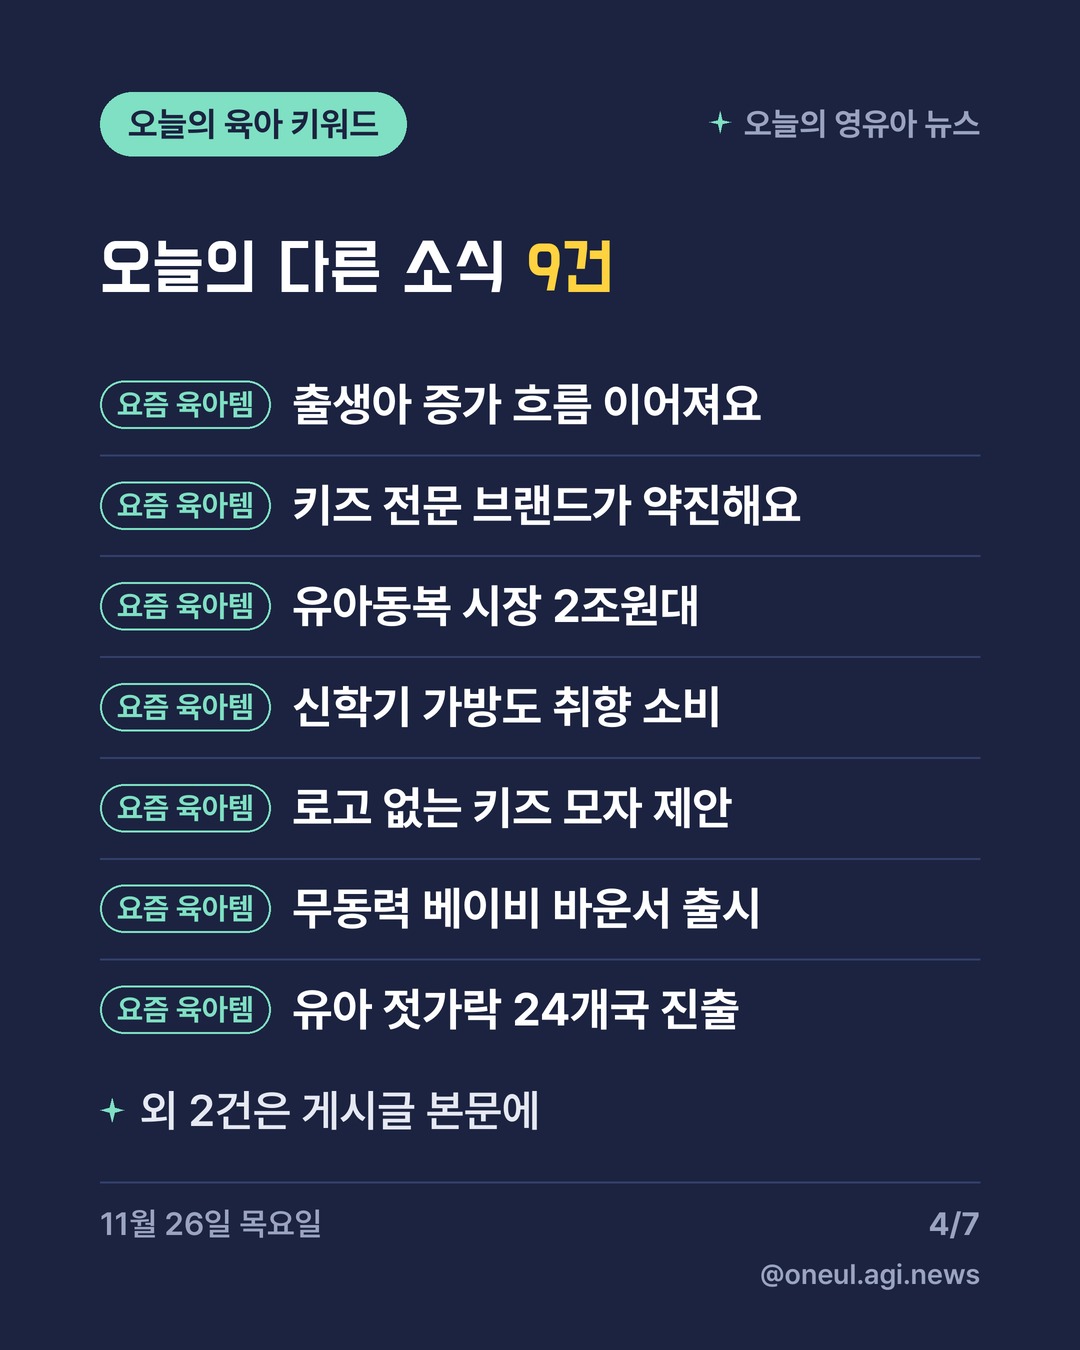 오늘의 육아 키워드
오늘의 영유아 뉴스
오늘의 다른 소식 9건
요즘 육아템 출생아 증가 흐름 이어져요
요즘 육아템 키즈 전문 브랜드가 약진해요
요즘 육아템 유아동복 시장 2조원대
요즘 육아템 신학기 가방도 취향 소비
요즘 육아템 로고 없는 키즈 모자 제안
요즘 육아템 무동력 베이비 바운서 출시
요즘 육아템 유아 젓가락 24개국 진출
외 2건은 게시글 본문에
11월 26일 목요일
4/7
@oneul.agi.news